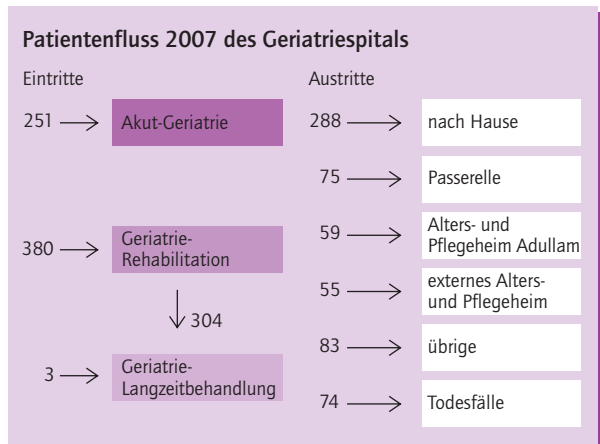 Patientenfluss 2007 des Geriatriespitals
Eintritte
251
Akut-Geriatrie
380
Geriatrie-
Rehabilitation
304
3
Geriatrie-
Langzeitbehandlung
Austritte
288
nach Hause
75
Passerelle
59
Alters- und
Pflegeheim Adullam
55
externes Alters-
und Pflegeheim
83
übrige
74
Todesfälle